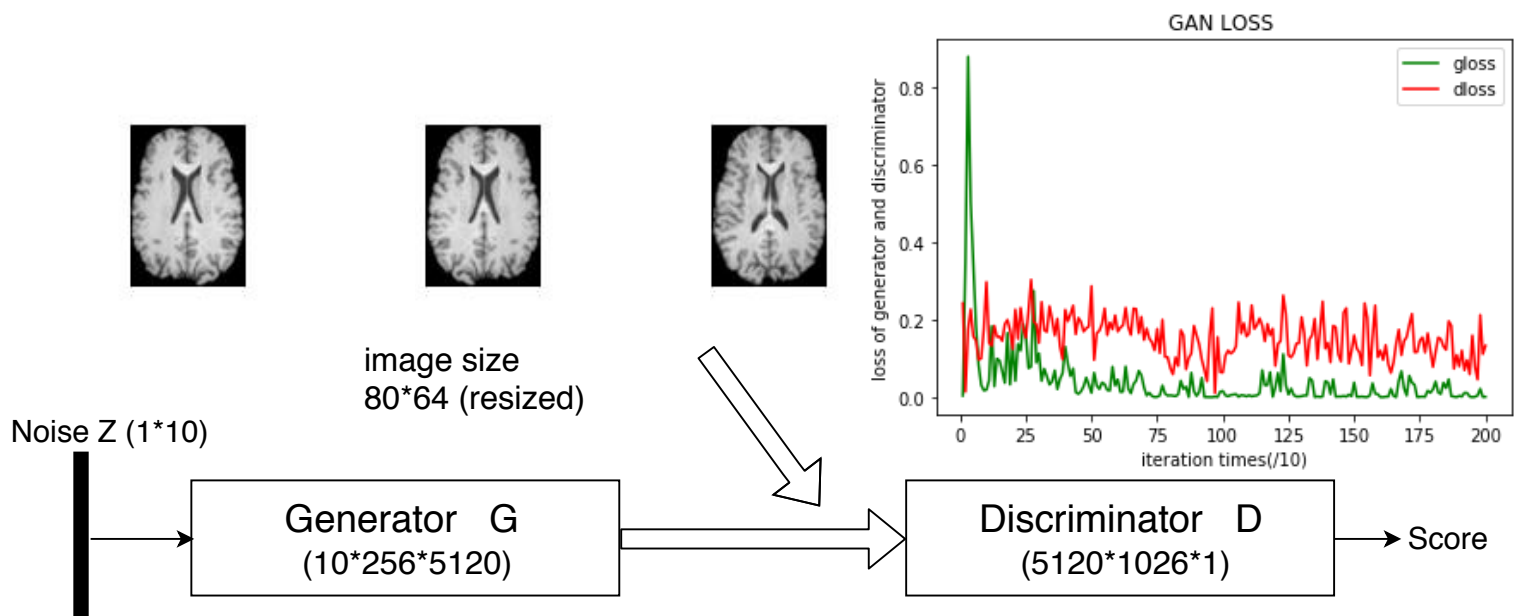 GAN LOSS
gloss
dloss
loss of generator and discriminator
0.8
0.6
0.4
0.2
0.0
0 25 50 75 100 125 150 175 200
iteration times(/10)
image size
80*64 (resized)
Noise Z (1*10)
Generator G
(10*256*5120)
Discriminator D
(5120*1026*1)
Score